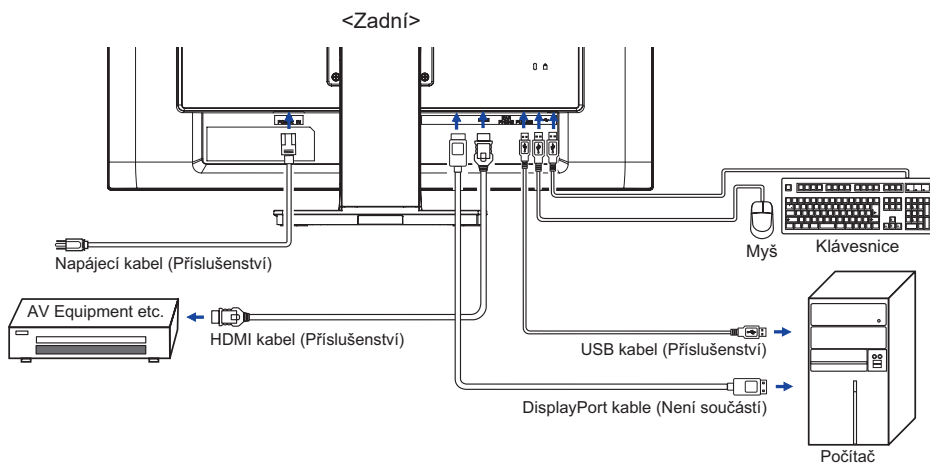 <Zadní>
Napájecí kabel (Příslušenství)
AV Equipment etc.
HDMI kabel (Příslušenství)
Myš
Klávesnice
USB kabel (Příslušenství)
DisplayPort kable (Není součástí)
Počítač